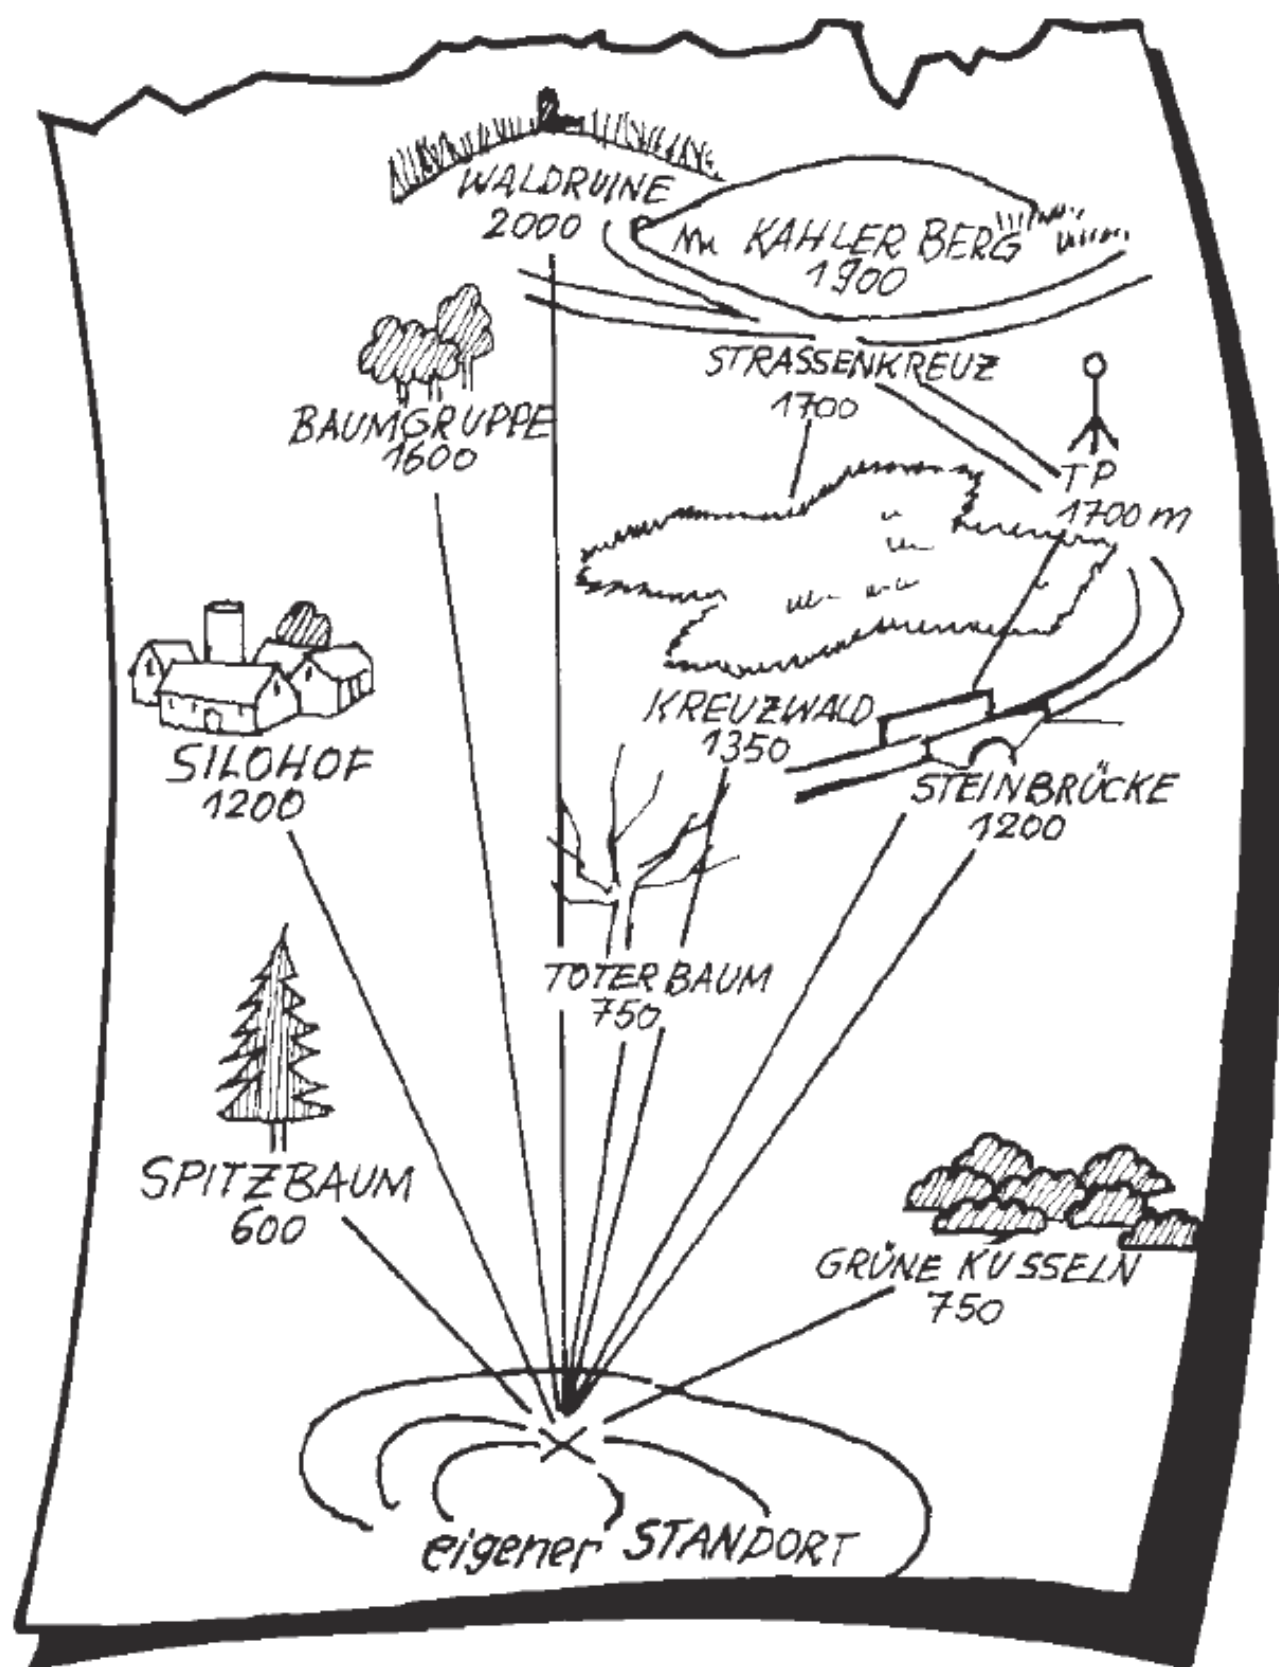 WALDRUINE
2000
KAHLER BERG
1900
STRASSENKREUZ
1700
BAUMGRUPPE
1600
TP
1700 m
KREUZWALD
1350
SILOHOF
1200
STEINBRÜCKE
1200
TOTER BAUM
750
SPITZBAUM
600
GRÜNE KUSSELN
750
eigener STANDORT